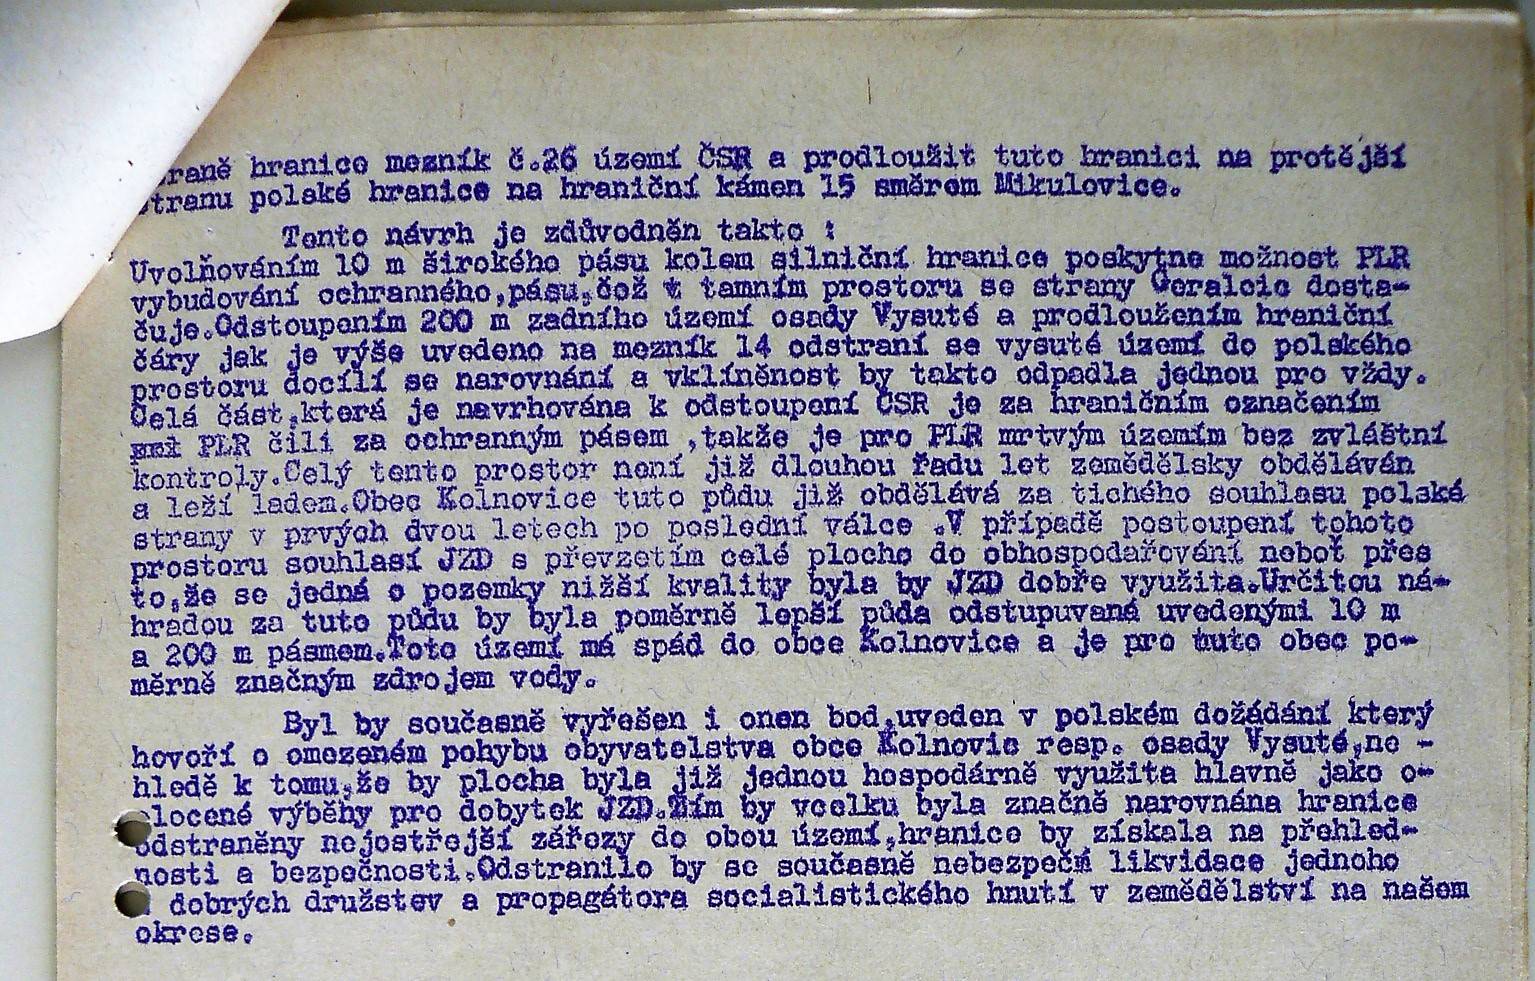 straně hranice mezník č.26 území ČSR a prodloužit tuto hranici na protější
stranu polské hranice na hraniční kámen 15 směrem Mikulovice.
Tento návrh je zdůvodněn takto :
Uvolňováním 10 m širokého pásu kolem silniční hranice poskytne možnost PLR
vybudování ochranného,pásu,čož v tamním prostoru se strany Geralcic dosta-
čuje.Odstoupením 200 m zadního území osady Vysuté a prodloužením hraniční
čáry jak je výše uvedeno na mezník 14 odstraní se vysuté území do polského
prostoru docílí se narovnání a vklíněnost by takto odpadla jednou pro vždy.
Celá část,která je navrhována k odstoupení ČSR je za hraničním označením
PLR čili za ochranným pásem ,takže je pro PLR mrtvým územím bez zvláštní
kontroly.Celý tento prostor není již dlouhou řadu let zemědělsky obděláván
a leží ladem.Obec Kolnovice tuto půdu již obdělává za tichého souhlasu polské
strany v prvých dvou letech po poslední válce .V případě postoupení tohoto
prostoru souhlasí JZD s převzetím celé plocho do obhospodařování neboť přes
to,že se jedná o pozemky nižší kvality byla by JZD dobře využita.Určitou ná-
hradou za tuto půdu by byla poměrně lepší půda odstupuvaná uvedenými 10 m
a 200 m pásmem.Toto území má spád do obce Kolnovice a je pro tuto obec po-
měrně značným zdrojem vody.
Byl by současně vyřešen i onen bod,uveden v polském dožádání který
hovoří o omezeném pohybu obyvatelstva obce Kolnovic resp. osady Vysuté,ne -
hledě k tomu,že by plocha byla již jednou hospodárně využita hlavně jako o-
plocené výběhy pro dobytek JZD.Tím by vcelku byla značně narovnána hranice
odstraněny nejostřejší zářezy do obou území,hranice by získala na přehled-
nosti a bezpečnosti.Odstranilo by se současně nebezpečí likvidace jednoho
dobrých družstev a propagátora socialistického hnutí v zemědělství na našem
okrese.